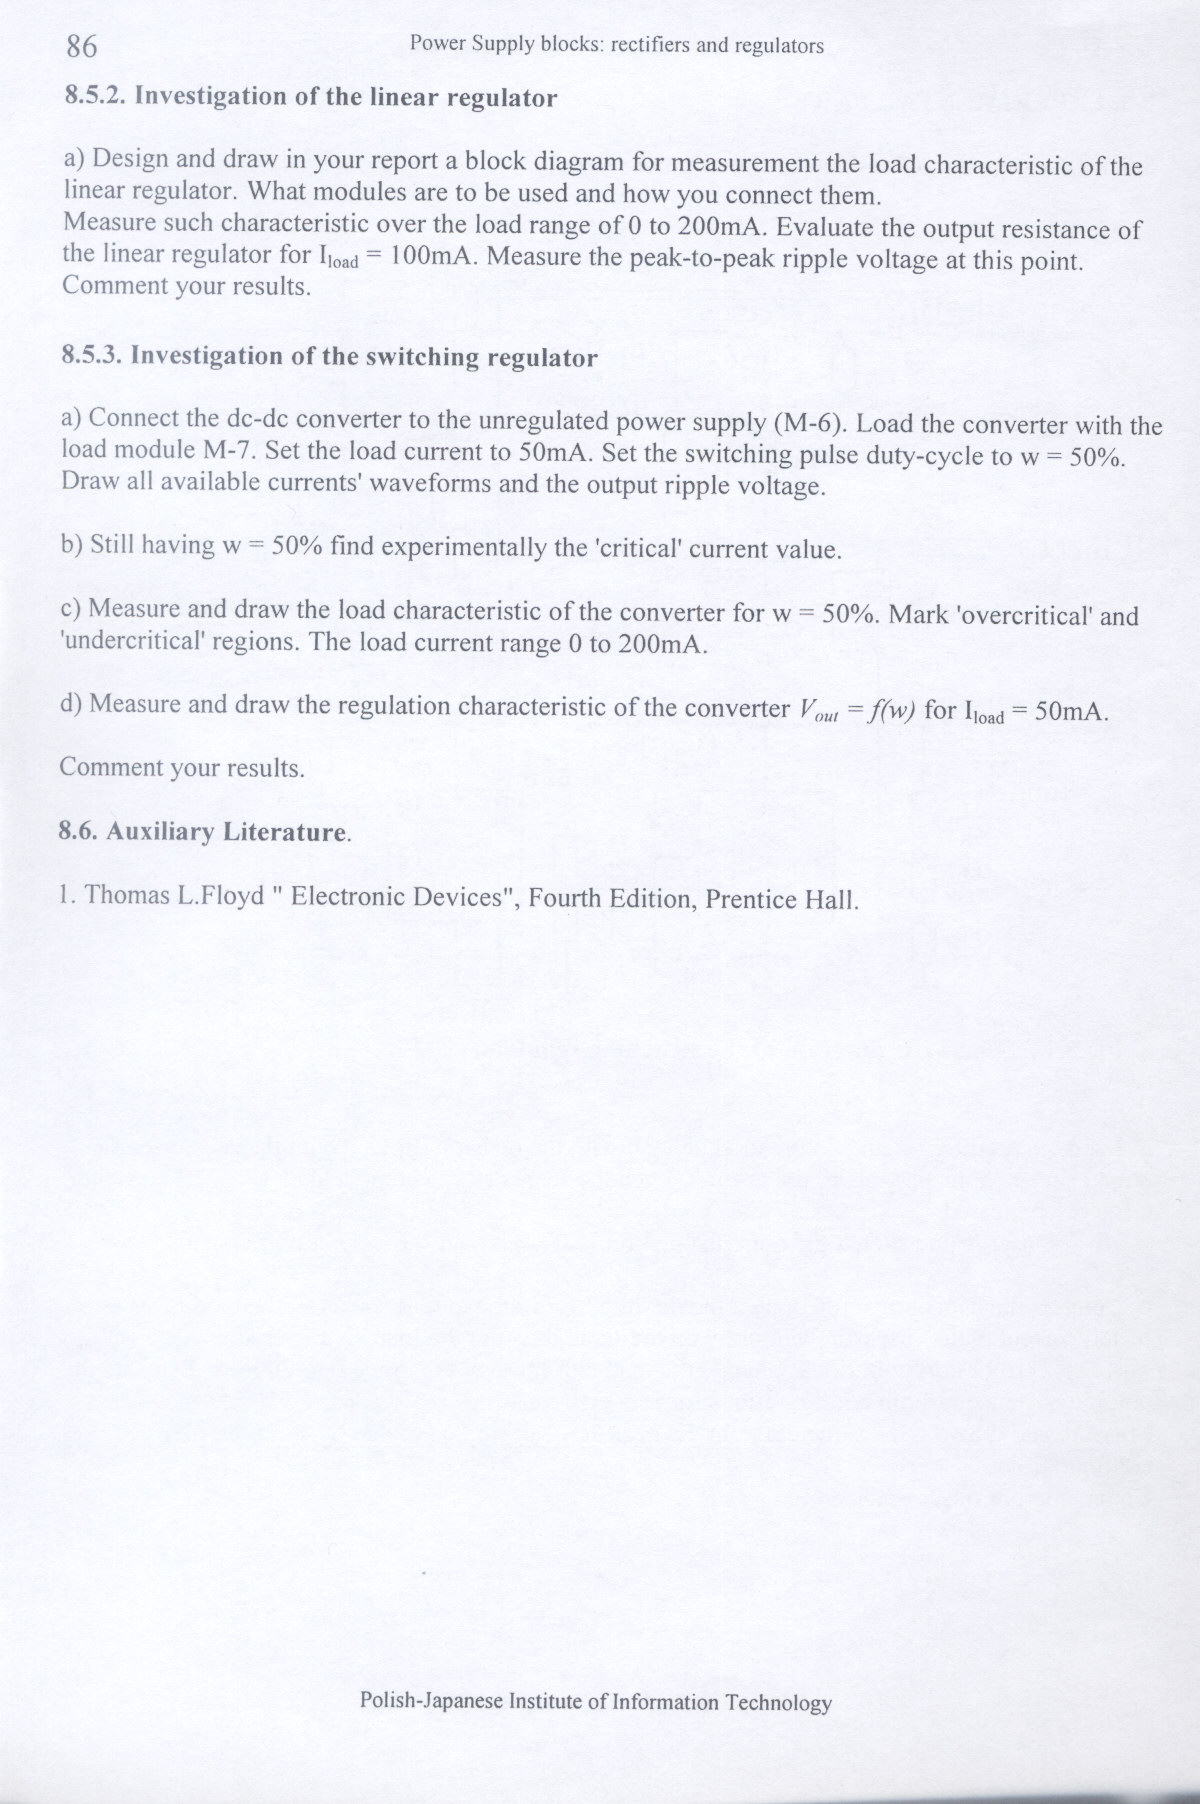 86
Power Supply blocks: rectifiers and regulators
8.5.2. Investigation of the linear regulator
a) Design and draw in your report a block diagram for measurement the load characteristic of the
linear regulator. What modules are to be used and how you connect them.
Measure such characteristic over the load range of 0 to 200mA. Evaluate the output resistance of
the linear regulator for Iload = 100mA. Measure the peak-to-peak ripple voltage at this point.
Comment your results.
8.5.3. Investigation of the switching regulator
a) Connect the dc-dc converter to the unregulated power supply (M-6). Load the converter with the
load module M-7. Set the load current to 50mA. Set the switching pulse duty-cycle to w = 50%.
Draw all available currents' waveforms and the output ripple voltage.
b) Still having w = 50% find experimentally the 'critical' current value.
c) Measure and draw the load characteristic of the converter for w = 50%. Mark 'overcritical' and
'undercritical' regions. The load current range 0 to 200mA.
d) Measure and draw the regulation characteristic of the converter Vout = f(w) for Iload = 50mA.
Comment your results.
8.6. Auxiliary Literature.
1. Thomas L.Floyd " Electronic Devices", Fourth Edition, Prentice Hall.
Polish-Japanese Institute of Information Technology